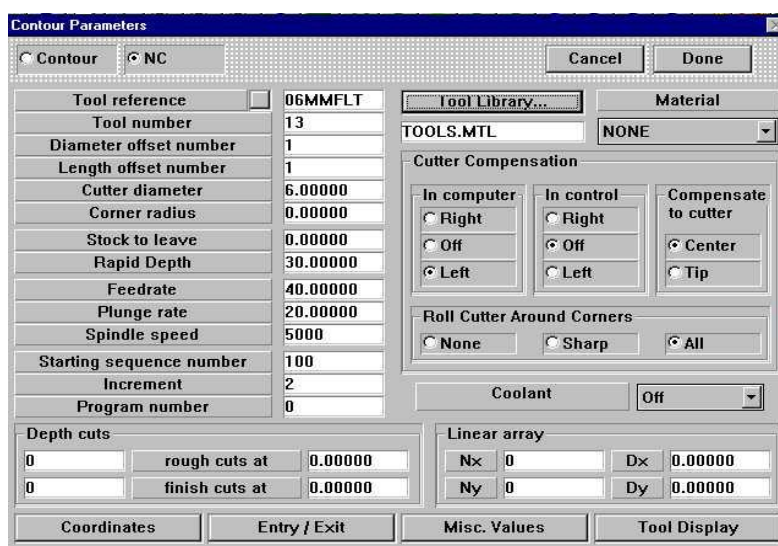 Contour Parameters
Contour NC Cancel Done
Tool reference 06MMFLT
Tool number 13
Diameter offset number 1
Length offset number 1
Cutter diameter 6.00000
Corner radius 0.00000
Stock to leave 0.00000
Rapid Depth 30.00000
Feedrate 40.00000
Plunge rate 20.00000
Spindle speed 5000
Starting sequence number 100
Increment 2
Program number 0
Tool Library... Material
TOOLS.MTL NONE
Cutter Compensation
In computer In control Compensate to cutter
Right Right
Off Off Center
Left Left Tip
Roll Cutter Around Corners
None Sharp All
Coolant Off
Depth cuts
0 rough cuts at 0.00000
0 finish cuts at 0.00000
Linear array
Nx 0 Dx 0.00000
Ny 0 Dy 0.00000
Coordinates Entry / Exit Misc. Values Tool Display